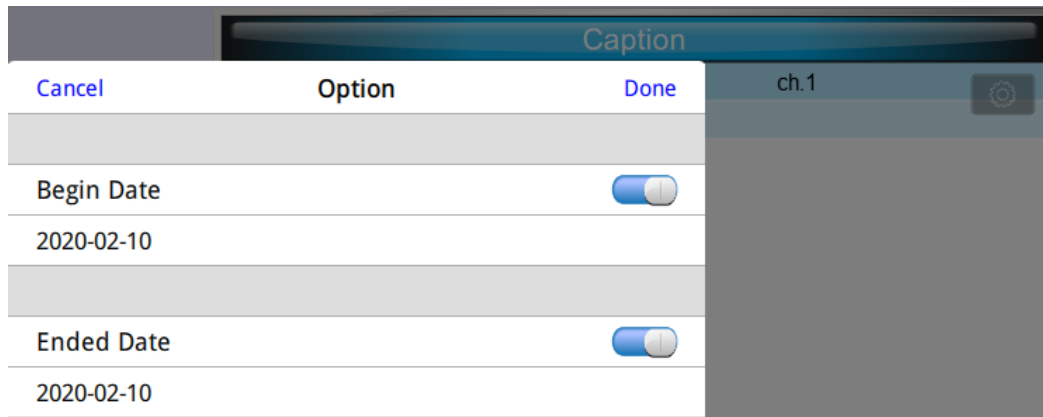 Caption
Cancel Option Done
ch.1
Begin Date
2020-02-10
Ended Date
2020-02-10